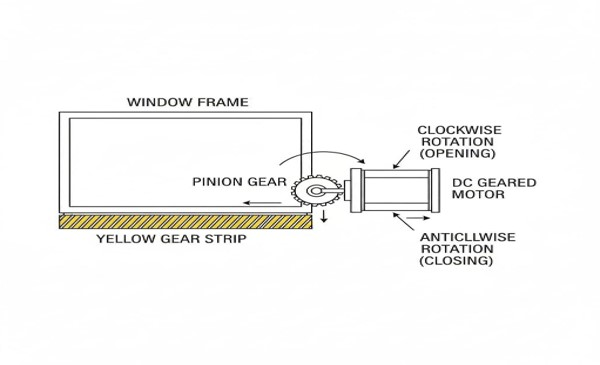 WINDOW FRAME
CLOCKWISE
ROTATION
(OPENING)
PINION GEAR
DC GEARED
MOTOR
YELLOW GEAR STRIP
ANTICLLWISE
ROTATION
(CLOSING)